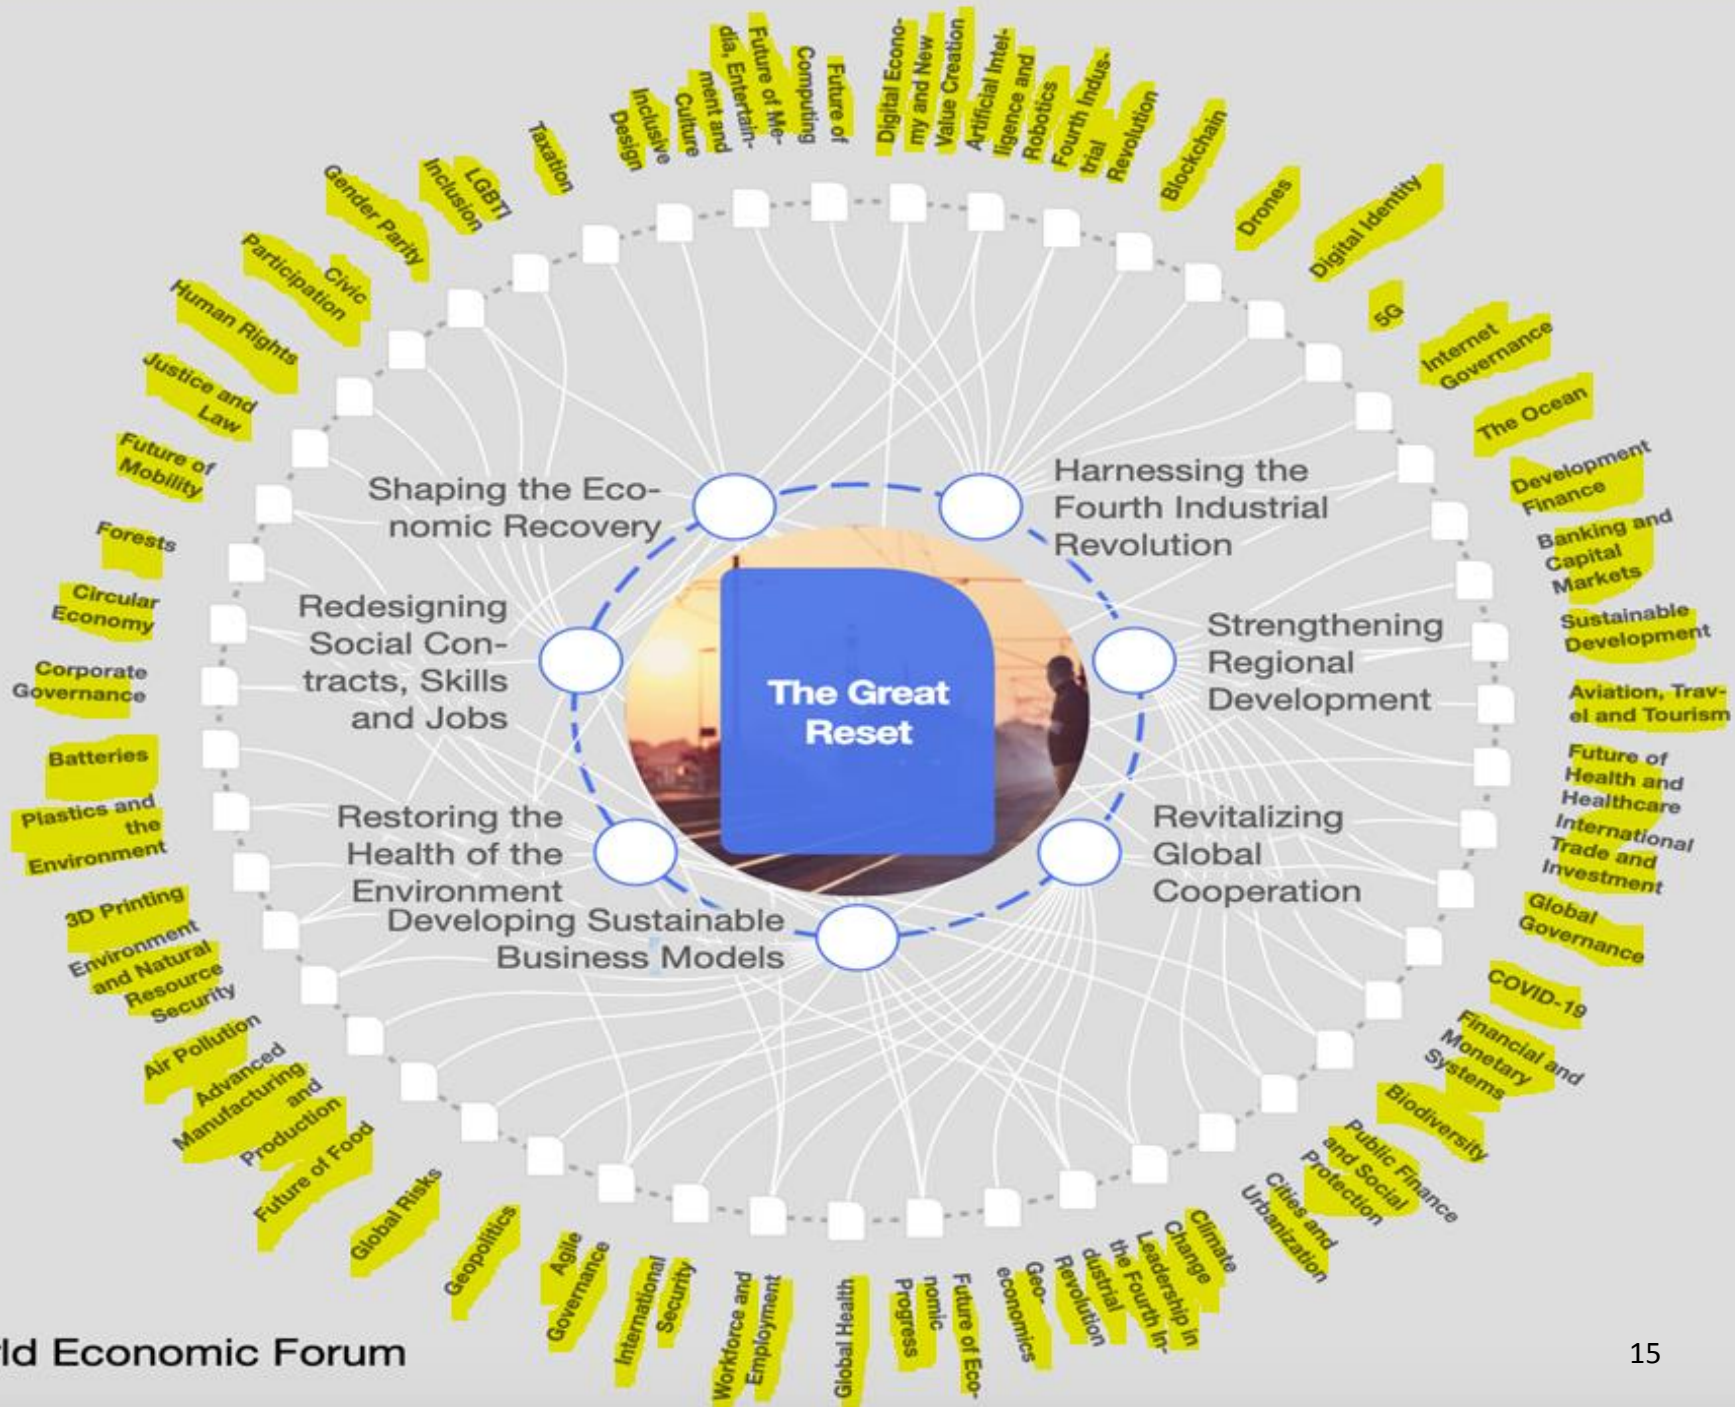 The Great
Reset
Shaping the Eco-
nomic Recovery
Harnessing the
Fourth Industrial
Revolution
Strengthening
Regional
Development
Revitalizing
Global
Cooperation
Developing Sustainable
Business Models
Restoring the
Health of the
Environment
Redesigning
Social Con-
tracts, Skills
and Jobs
Digital Econo-
my and New
Value Creation
Artificial Intel-
ligence and
Robotics
Fourth Indus-
trial
Revolution
Blockchain
Drones
Digital Identity
5G
Internet
Governance
The Ocean
Development
Finance
Banking and
Capital
Markets
Sustainable
Development
Aviation, Trav-
el and Tourism
Future of
Health and
Healthcare
International
Trade and
Investment
Global
Governance
COVID-19
Financial and
Monetary
Systems
Biodiversity
Public Finance
and Social
Protection
Cities and
Urbanization
Climate
Change
Leadership in
the Fourth In-
dustrial
Revolution
Geo-
economics
Future of Eco-
nomic
Progress
Global Health
Workforce and
Employment
International
Security
Agile
Governance
Geopolitics
Global Risks
Future of Food
Advanced
Manufacturing
and
Production
Air Pollution
Environment
and Natural
Resource
Security
3D Printing
Plastics and
the
Environment
Batteries
Corporate
Governance
Circular
Economy
Forests
Future of
Mobility
Justice and
Law
Human Rights
Civic
Participation
Gender Parity
LGBTI
Inclusion
Taxation
Inclusive
Design
Future of Me-
dia, Entertain-
ment and
Culture
Future of
Computing
ld Economic Forum
15